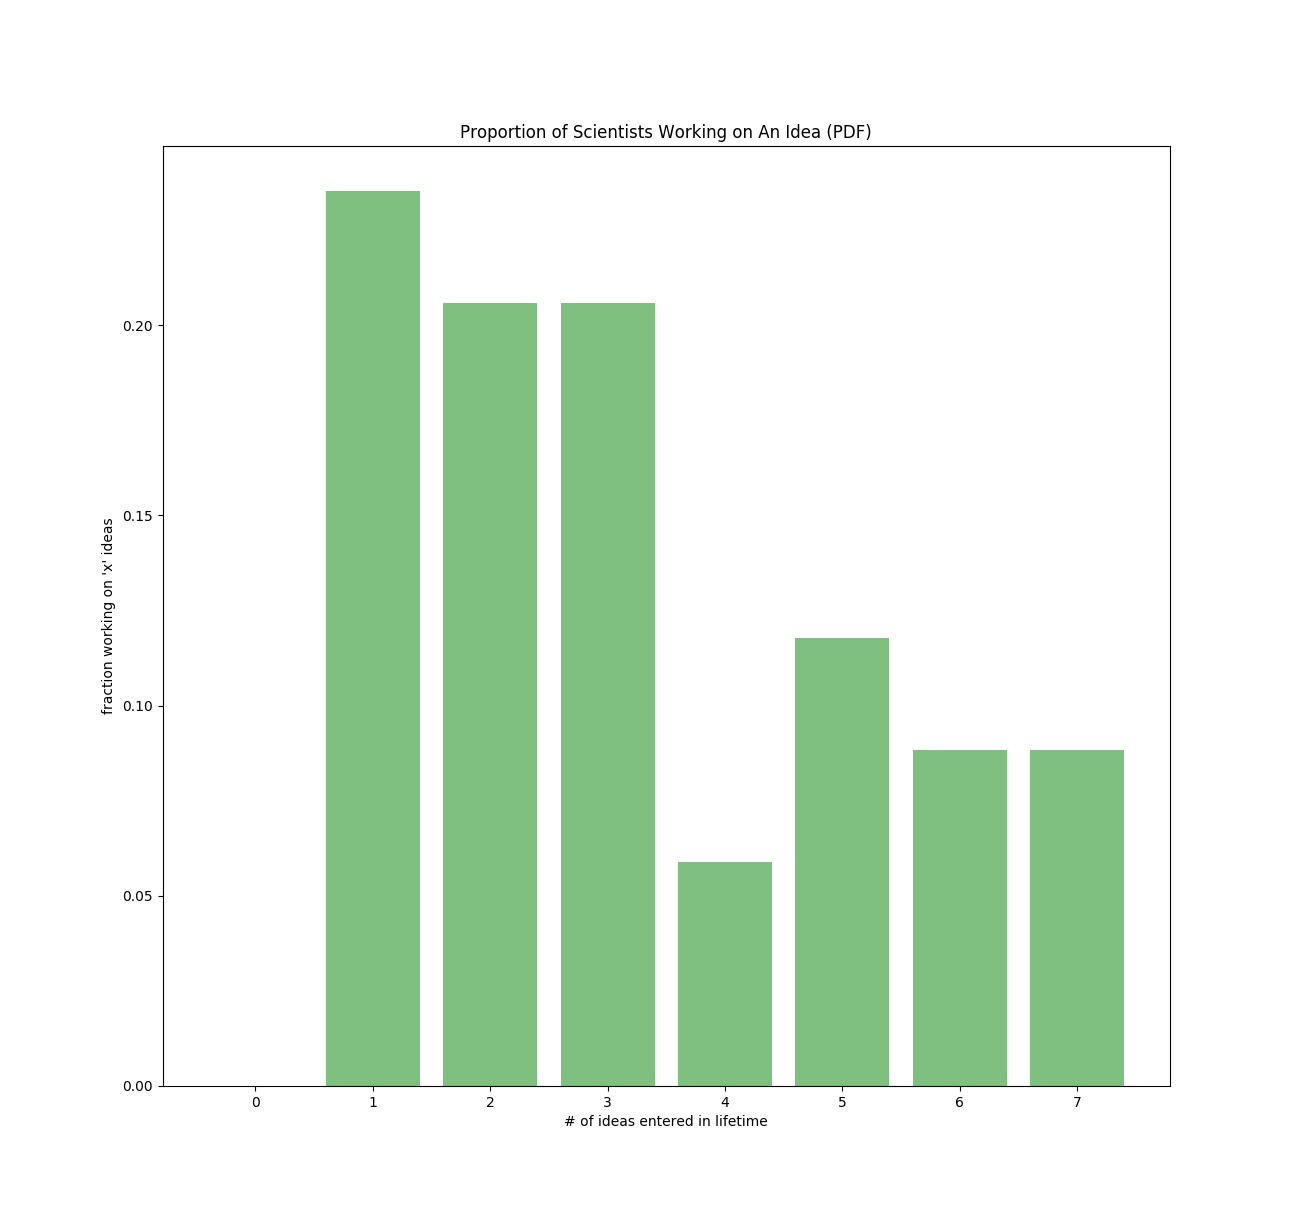 Proportion of Scientists Working on An Idea (PDF)
0.20
0.15
0.10
0.05
0.00
fraction working on 'x' ideas
0 1 2 3 4 5 6 7
# of ideas entered in lifetime